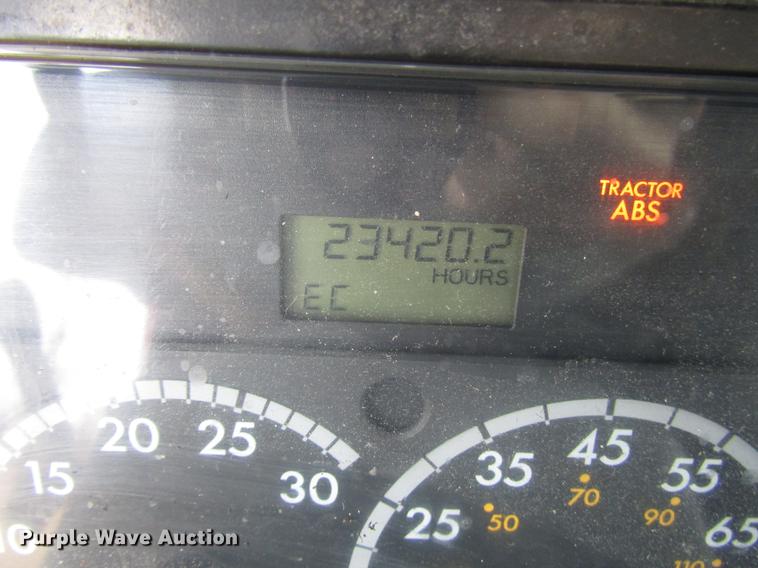 TRACTOR
ABS
23420.2
HOURS
EC
15 20 25 30
25 35 45 55 65
50 70 90 110
Purple Wave Auction